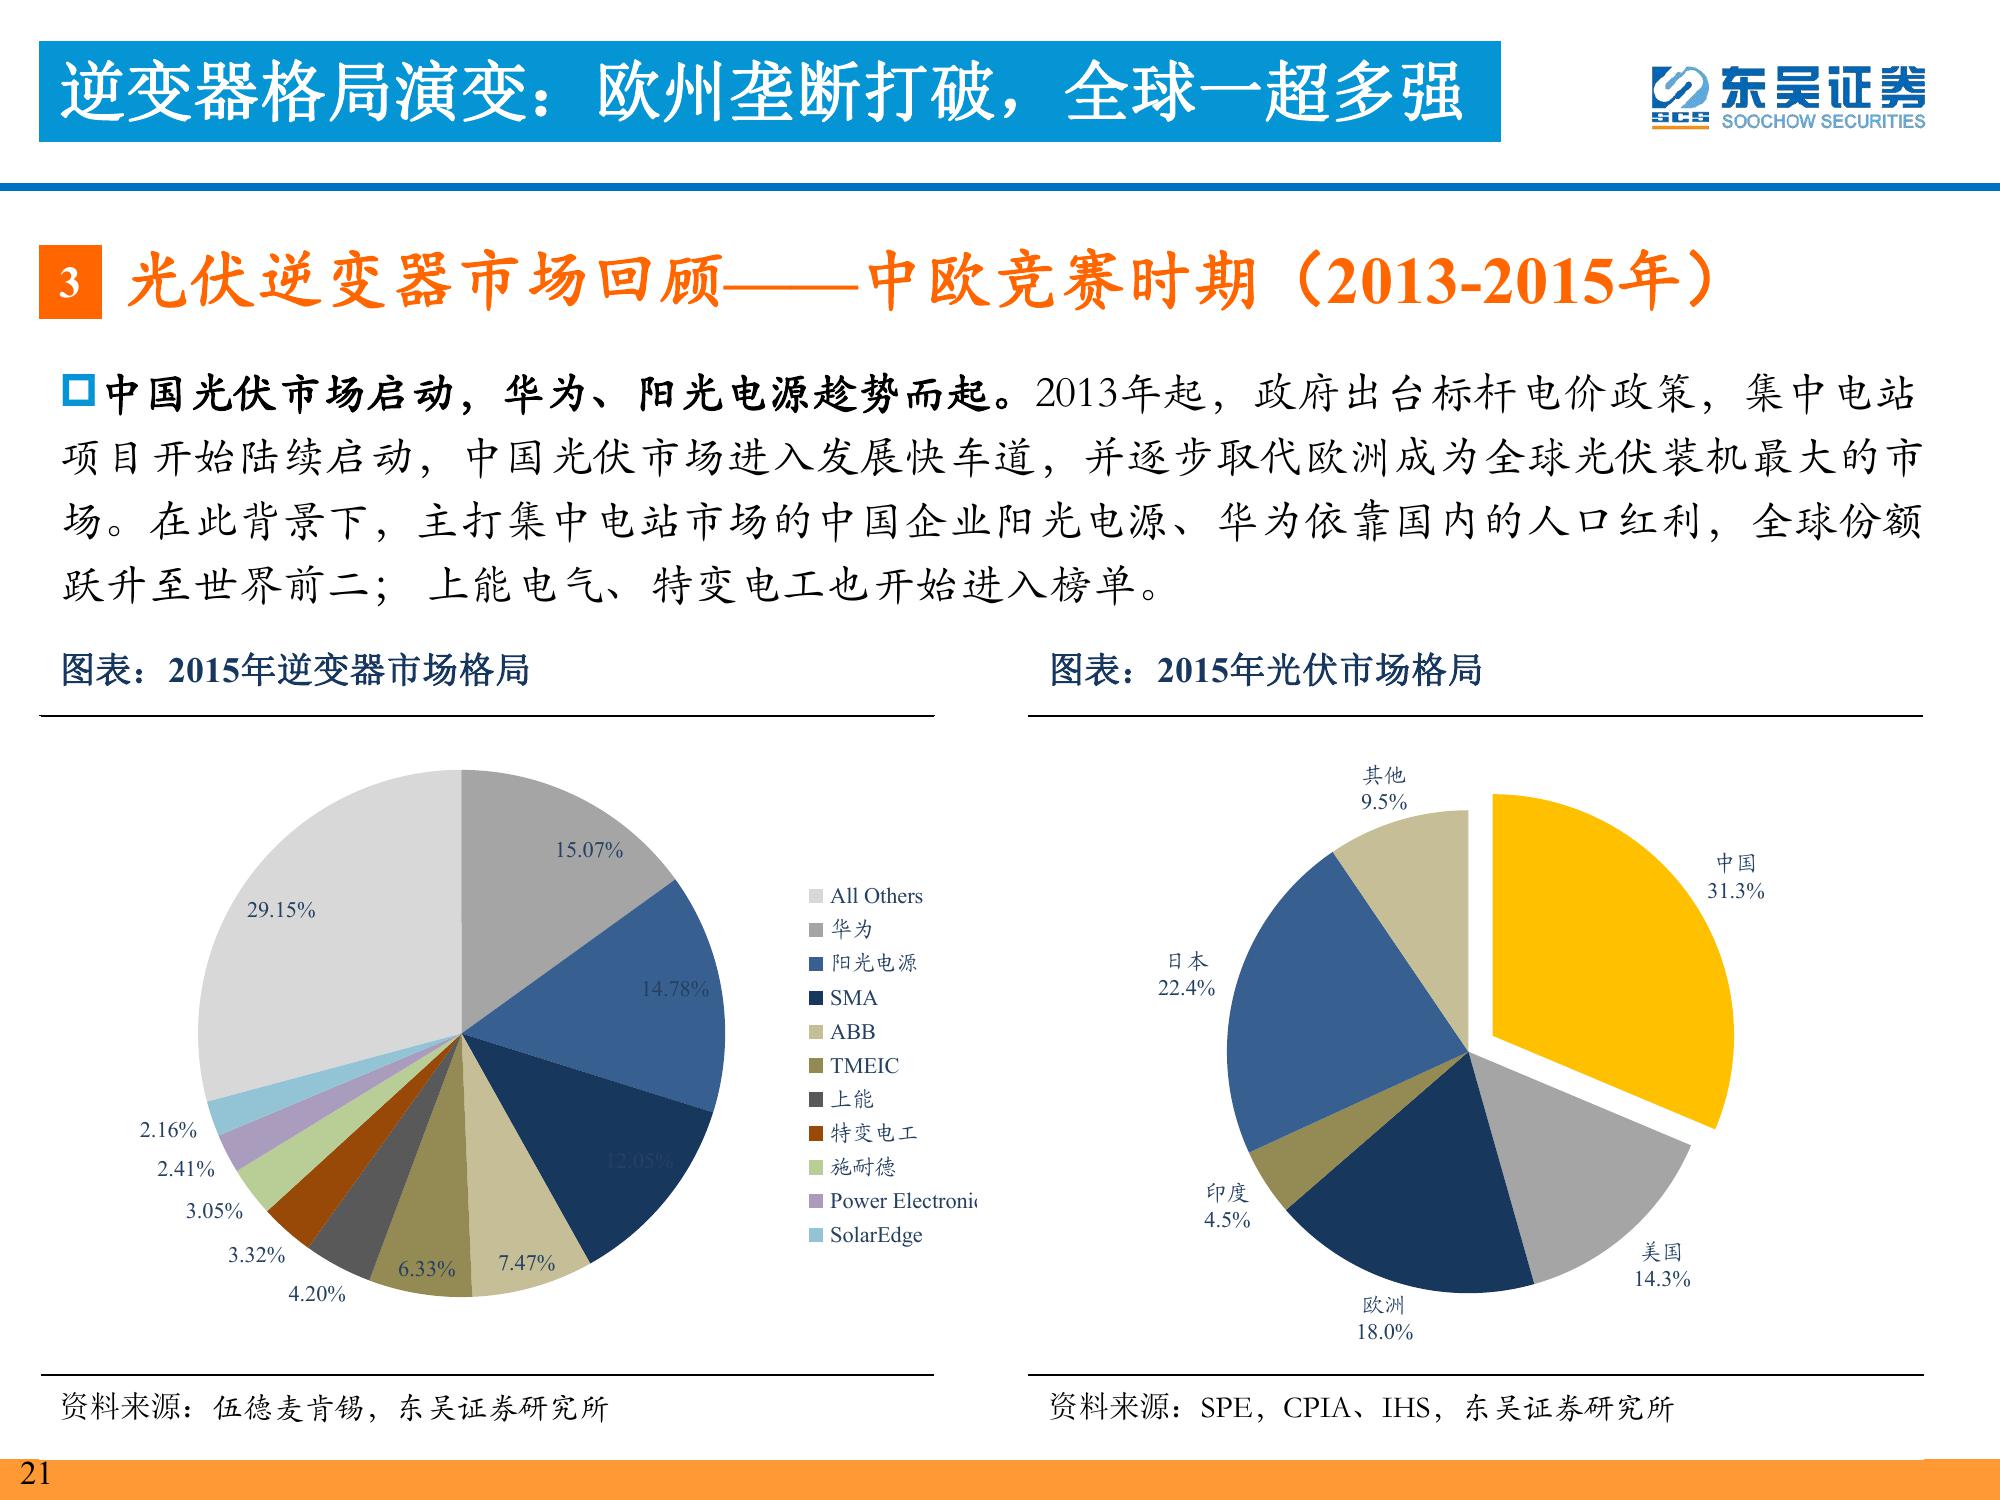 逆变器格局演变：欧州垄断打破，全球一超多强
东吴证券
SCS
SOOCHOW SECURITIES
3
光伏逆变器市场回顾——中欧竞赛时期（2013-2015年）
中国光伏市场启动，华为、阳光电源趁势而起。2013年起，政府出台标杆电价政策，集中电站
项目开始陆续启动，中国光伏市场进入发展快车道，并逐步取代欧洲成为全球光伏装机最大的市
场。在此背景下，主打集中电站市场的中国企业阳光电源、华为依靠国内的人口红利，全球份额
跃升至世界前二； 上能电气、特变电工也开始进入榜单。
图表：2015年逆变器市场格局
15.07%
14.78%
12.05%
7.47%
6.33%
4.20%
3.32%
3.05%
2.41%
2.16%
29.15%
All Others
华为
阳光电源
SMA
ABB
TMEIC
上能
特变电工
施耐德
Power Electronic
SolarEdge
资料来源：伍德麦肯锡，东吴证券研究所
图表：2015年光伏市场格局
其他
9.5%
中国
31.3%
日本
22.4%
印度
4.5%
美国
14.3%
欧洲
18.0%
资料来源：SPE，CPIA、IHS，东吴证券研究所
21